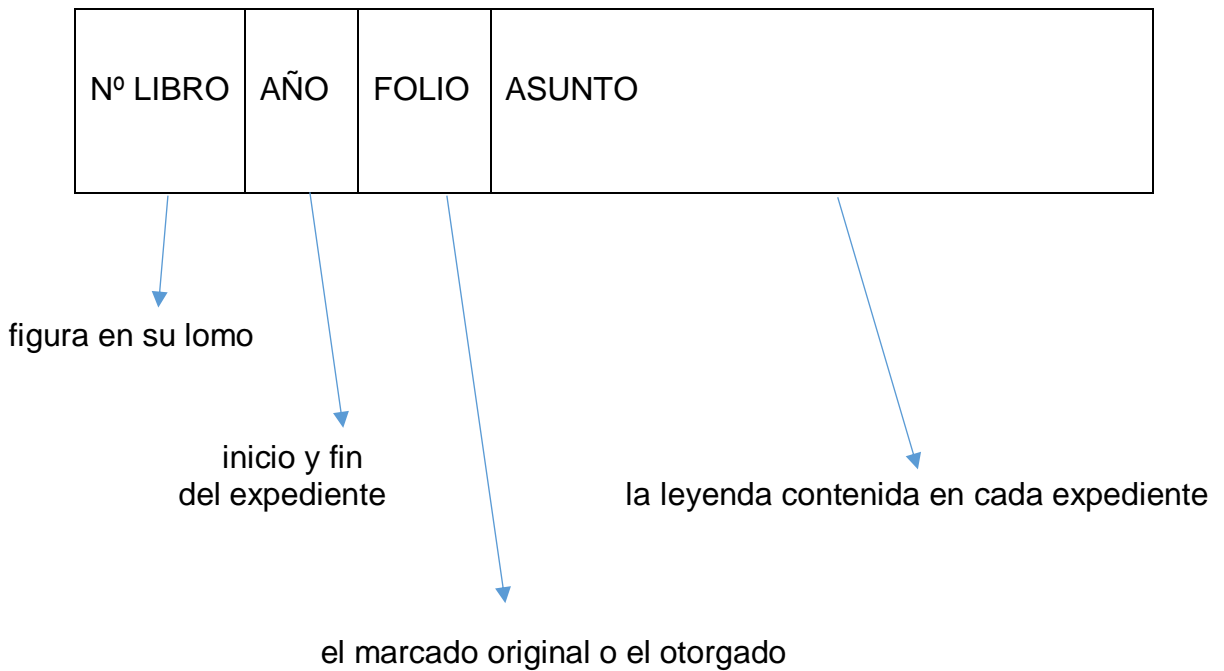 Nº LIBRO AÑO FOLIO ASUNTO
figura en su lomo
inicio y fin
del expediente
la leyenda contenida en cada expediente
el marcado original o el otorgado